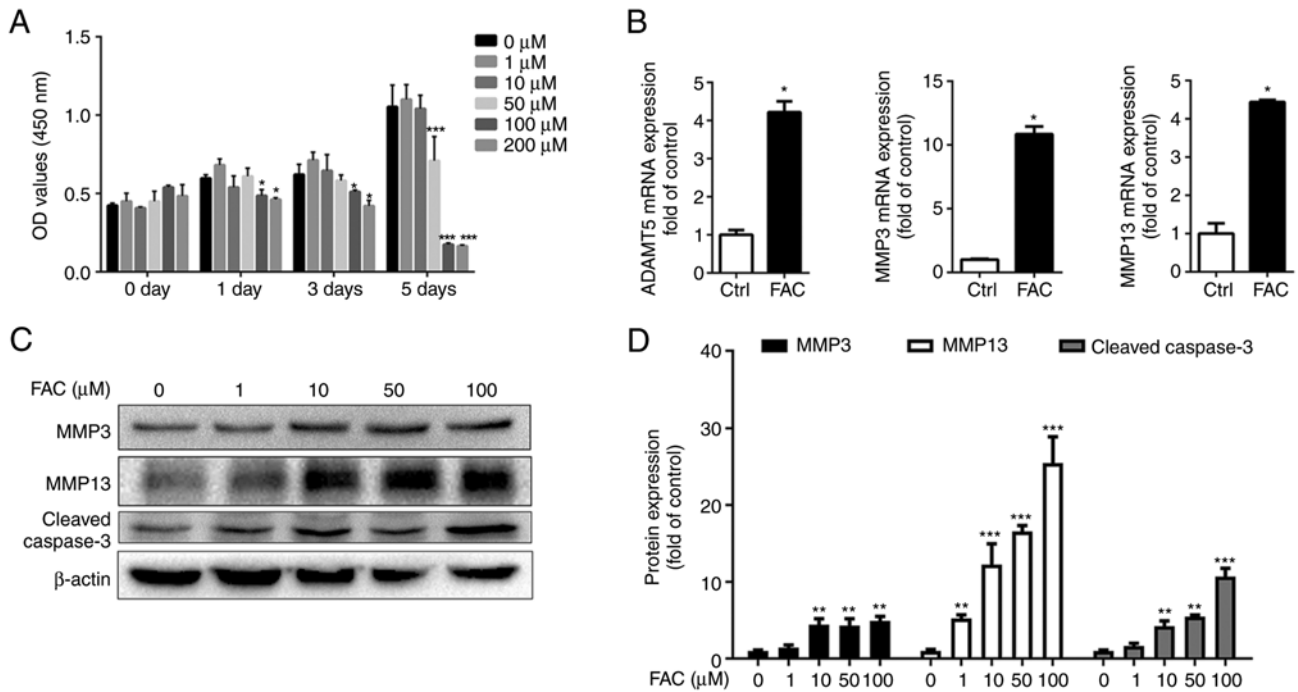 A
1.5
1.0
0.5
0.0
OD values (450 nm)
0 μM
1 μM
10 μM
50 μM
100 μM
200 μM
* *
* *
***
*** ***
0 day 1 day 3 days 5 days
B
ADAMT5 mRNA expression
fold of control
5
4
3
2
1
0
*
Ctrl FAC
MMP3 mRNA expression
(fold of control)
15
10
5
0
*
Ctrl FAC
MMP13 mRNA expression
(fold of control)
5
4
3
2
1
0
*
Ctrl FAC
C
FAC (μM) 0 1 10 50 100
MMP3
MMP13
Cleaved
caspase-3
β-actin
D
MMP3 MMP13 Cleaved caspase-3
Protein expression
(fold of control)
40
30
20
10
0
** ** **
** *** *** ***
** ** ***
FAC (μM) 0 1 10 50 100 0 1 10 50 100 0 1 10 50 100